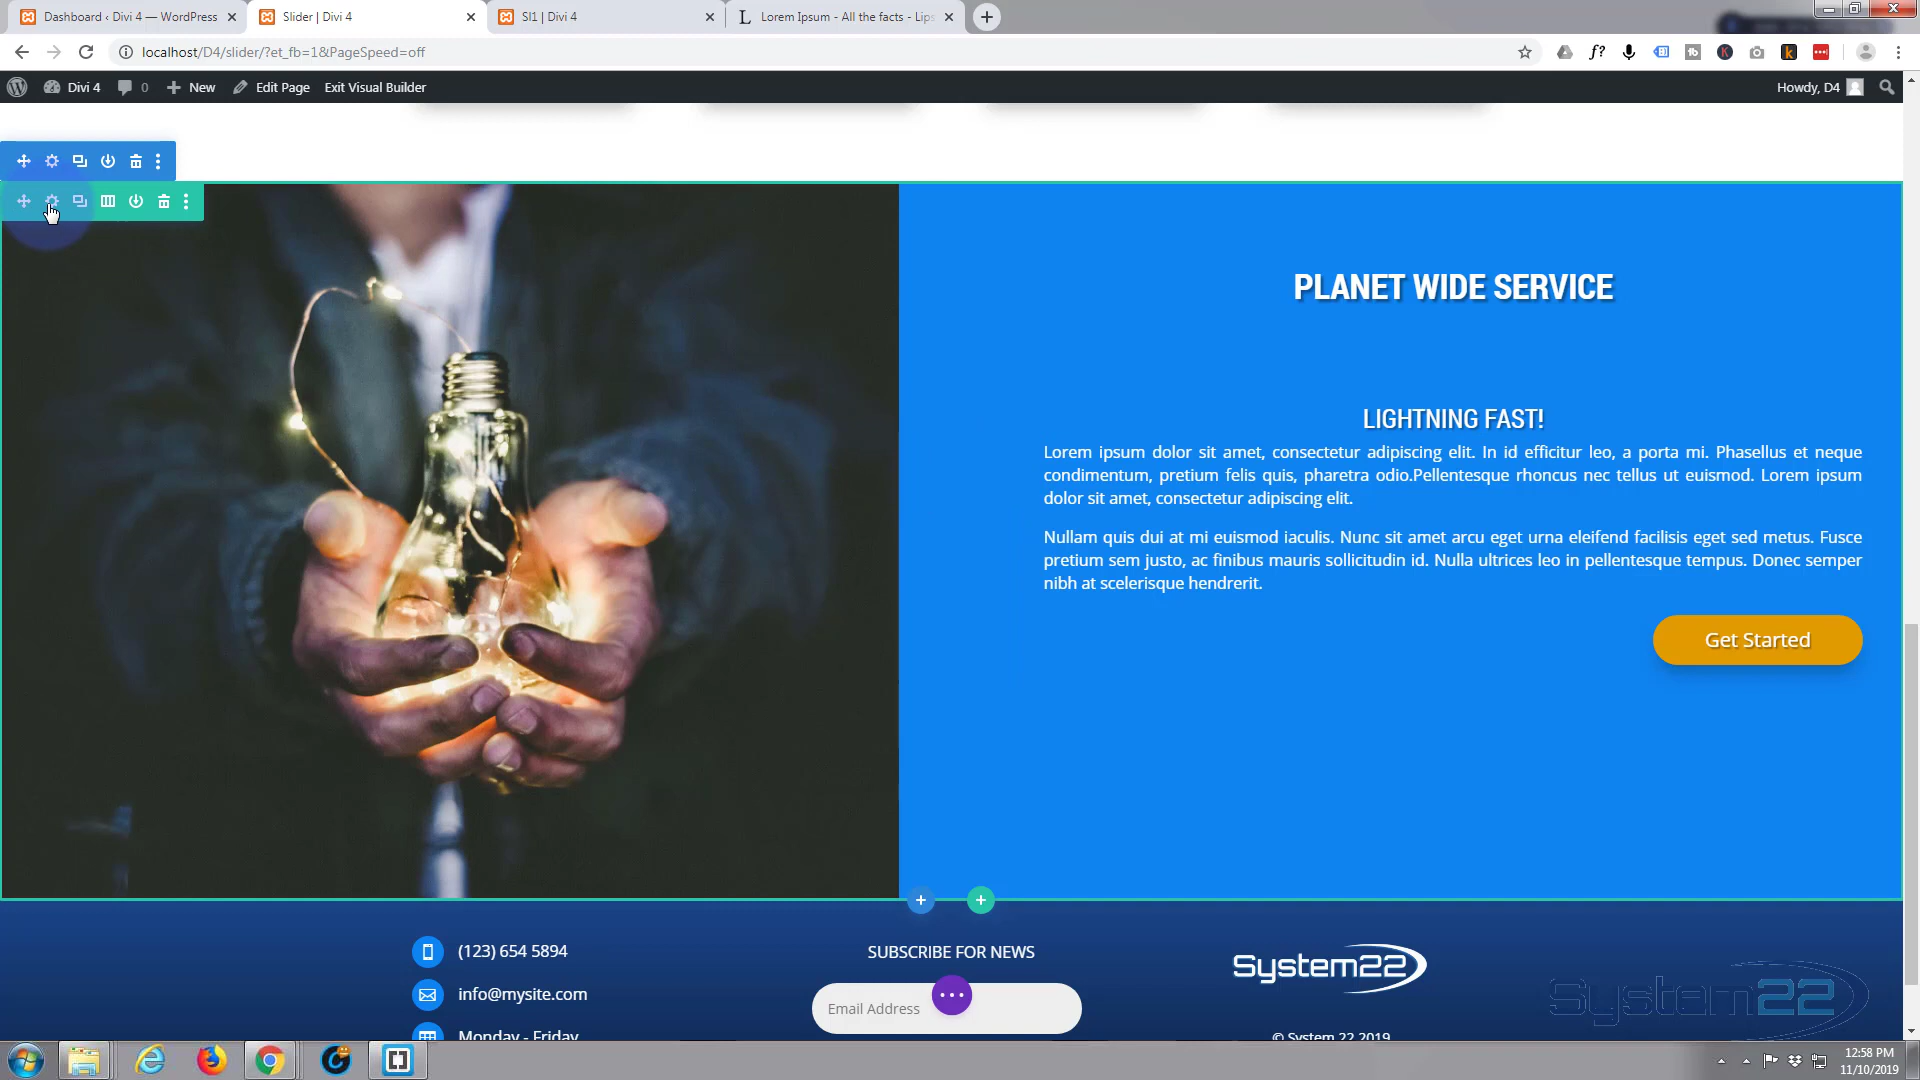 Dashboard ‹ Divi 4 — WordPress
Slider | Divi 4
Sl1 | Divi 4
Lorem Ipsum - All the facts - Lips
localhost/D4/slider/?et_fb=1&PageSpeed=off
Divi 4
0
New
Edit Page
Exit Visual Builder
Howdy, D4
PLANET WIDE SERVICE
LIGHTNING FAST!
Lorem ipsum dolor sit amet, consectetur adipiscing elit. In id efficitur leo, a porta mi. Phasellus et neque
condimentum, pretium felis quis, pharetra odio.Pellentesque rhoncus nec tellus ut euismod. Lorem ipsum
dolor sit amet, consectetur adipiscing elit.
Nullam quis dui at mi euismod iaculis. Nunc sit amet arcu eget urna eleifend facilisis eget sed metus. Fusce
pretium sem justo, ac finibus mauris sollicitudin id. Nulla ultrices leo in pellentesque tempus. Donec semper
nibh at scelerisque hendrerit.
Get Started
(123) 654 5894
SUBSCRIBE FOR NEWS
System22
info@mysite.com
Email Address
System22
Monday - Friday
© System 22 2019
12:58 PM
11/10/2019